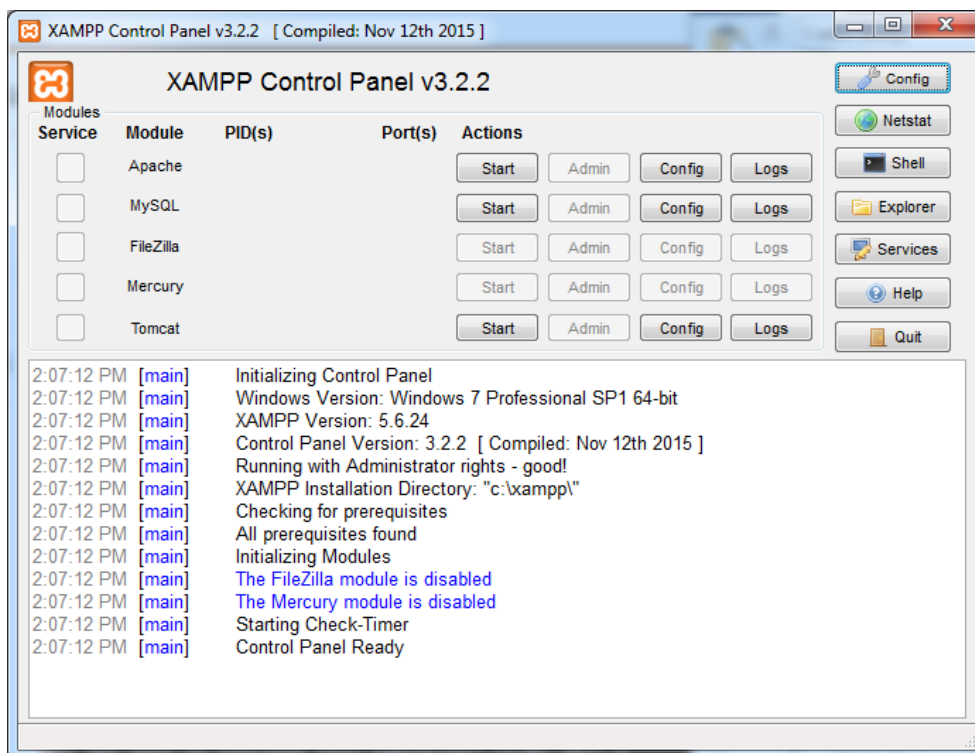 XAMPP Control Panel v3.2.2 [ Compiled: Nov 12th 2015 ]
XAMPP Control Panel v3.2.2
Config
Modules
Service Module PID(s) Port(s) Actions
Netstat
Apache Start Admin Config Logs
Shell
MySQL Start Admin Config Logs
Explorer
FileZilla Start Admin Config Logs
Services
Mercury Start Admin Config Logs
Help
Tomcat Start Admin Config Logs
Quit
2:07:12 PM [main] Initializing Control Panel
2:07:12 PM [main] Windows Version: Windows 7 Professional SP1 64-bit
2:07:12 PM [main] XAMPP Version: 5.6.24
2:07:12 PM [main] Control Panel Version: 3.2.2 [ Compiled: Nov 12th 2015 ]
2:07:12 PM [main] Running with Administrator rights - good!
2:07:12 PM [main] XAMPP Installation Directory: "c:\xampp\"
2:07:12 PM [main] Checking for prerequisites
2:07:12 PM [main] All prerequisites found
2:07:12 PM [main] Initializing Modules
2:07:12 PM [main] The FileZilla module is disabled
2:07:12 PM [main] The Mercury module is disabled
2:07:12 PM [main] Starting Check-Timer
2:07:12 PM [main] Control Panel Ready